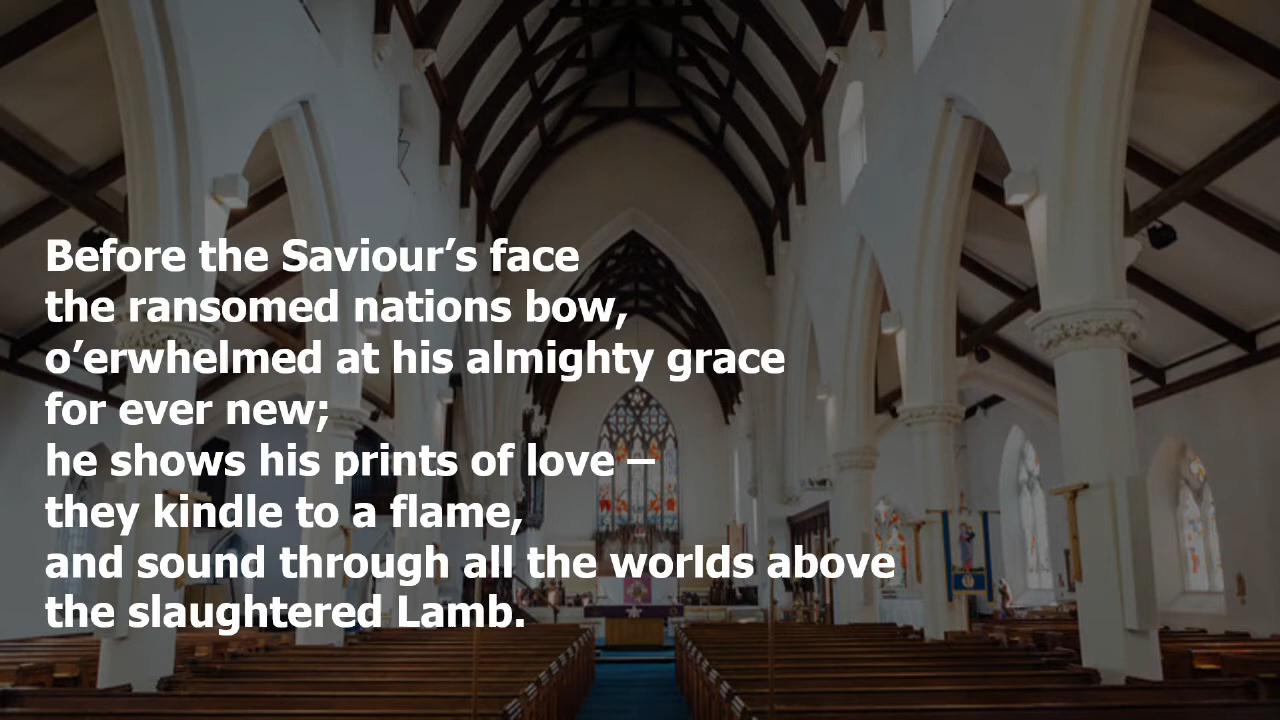 Before the Saviour’s face
the ransomed nations bow,
o’erwhelmed at his almighty grace
for ever new;
he shows his prints of love –
they kindle to a flame,
and sound through all the worlds above
the slaughtered Lamb.